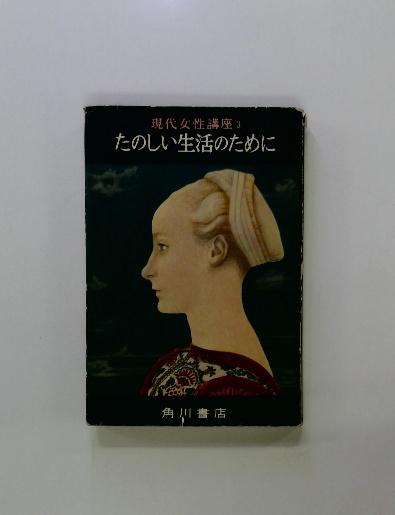 現代女性講座3
たのしい生活のために
角川書店